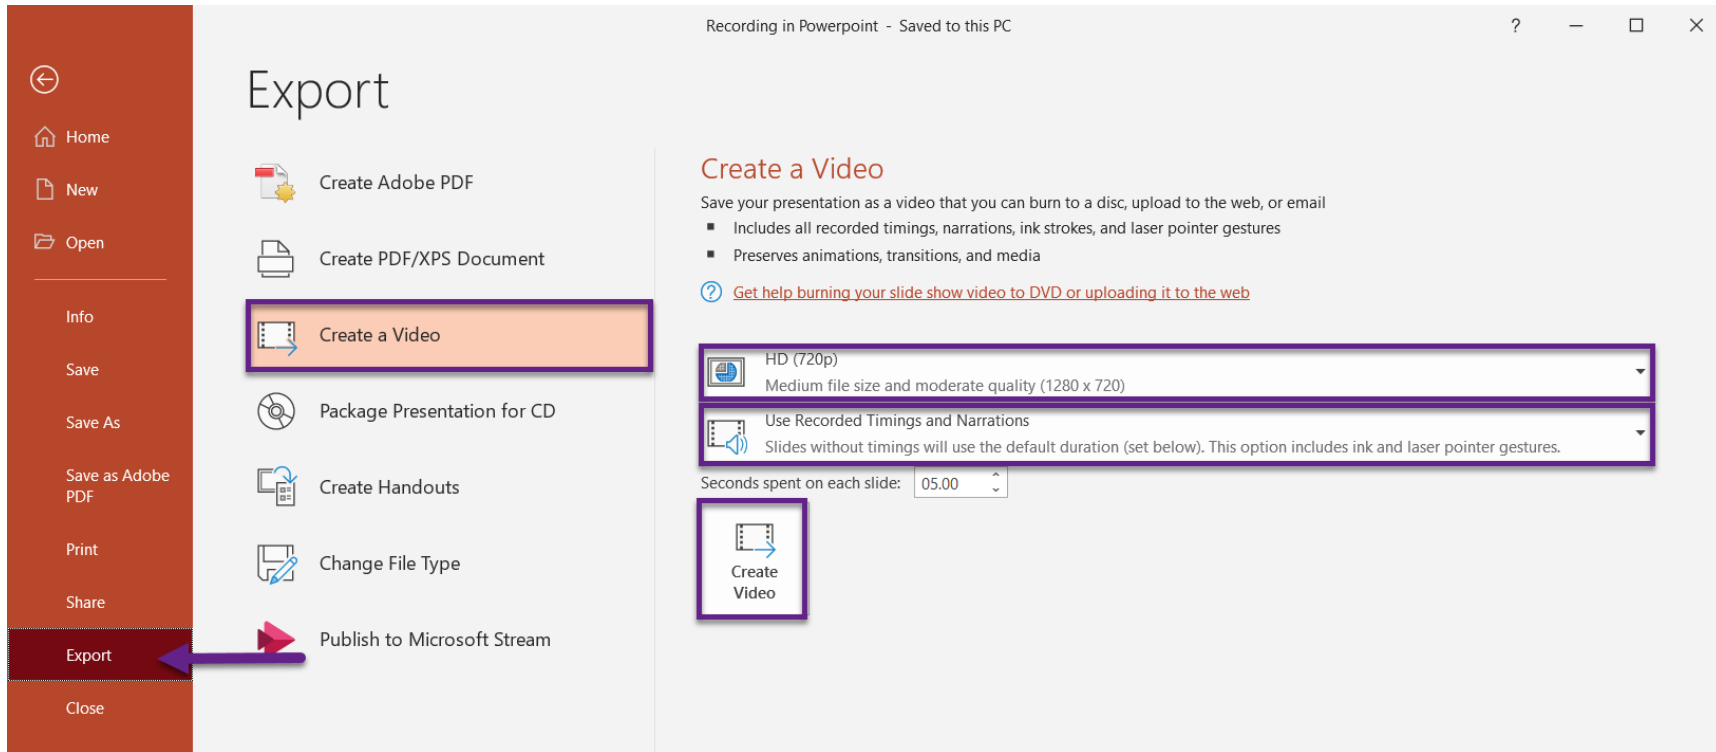 Recording in Powerpoint - Saved to this PC
?
Export
Home
New
Open
Info
Save
Save As
Save as Adobe
PDF
Print
Share
Export
Close
Create Adobe PDF
Create PDF/XPS Document
Create a Video
Package Presentation for CD
Create Handouts
Change File Type
Publish to Microsoft Stream
Create a Video
Save your presentation as a video that you can burn to a disc, upload to the web, or email
▪ Includes all recorded timings, narrations, ink strokes, and laser pointer gestures
▪ Preserves animations, transitions, and media
? Get help burning your slide show video to DVD or uploading it to the web
HD (720p)
Medium file size and moderate quality (1280 x 720)
Use Recorded Timings and Narrations
Slides without timings will use the default duration (set below). This option includes ink and laser pointer gestures.
Seconds spent on each slide: 05.00
Create
Video